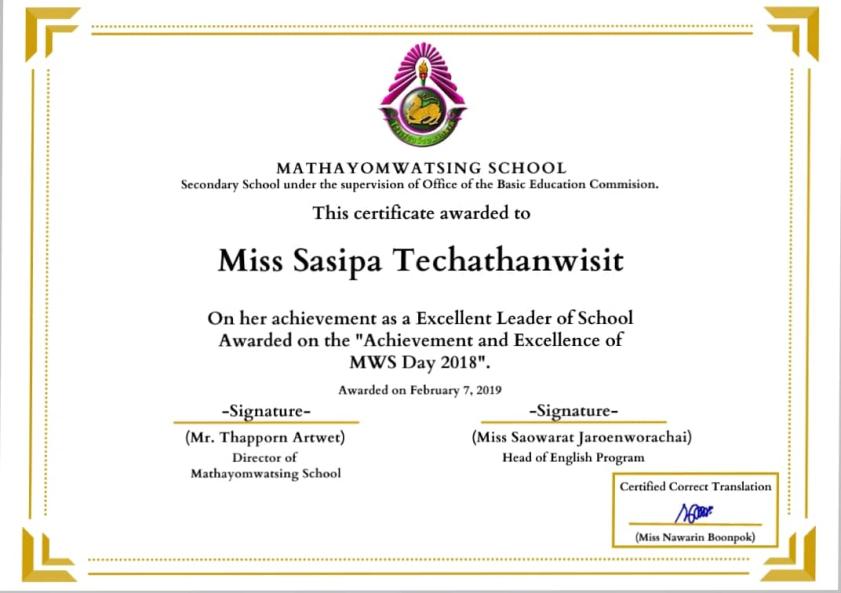 MATHAYOMWATSING SCHOOL
Secondary School under the supervision of Office of the Basic Education Commision.
This certificate awarded to
Miss Sasipa Techathanwisit
On her achievement as a Excellent Leader of School
Awarded on the "Achievement and Excellence of
MWS Day 2018".
Awarded on February 7, 2019
-Signature-
(Mr. Thapporn Artwet)
Director of
Mathayomwatsing School
-Signature-
(Miss Saowarat Jaroenworachai)
Head of English Program
Certified Correct Translation
(Miss Nawarin Boonpok)